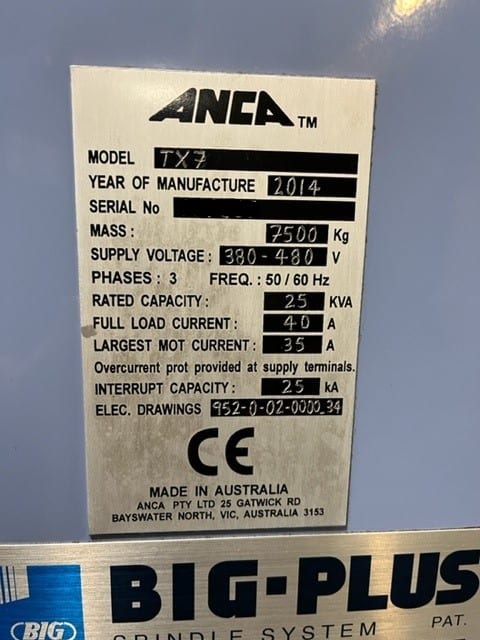 ANCA TM
MODEL TX7
YEAR OF MANUFACTURE 2014
SERIAL No
MASS: 7500 Kg
SUPPLY VOLTAGE: 380-480 V
PHASES: 3 FREQ.: 50 / 60 Hz
RATED CAPACITY: 25 KVA
FULL LOAD CURRENT: 40 A
LARGEST MOT CURRENT: 35 A
Overcurrent prot provided at supply terminals.
INTERRUPT CAPACITY: 25 kA
ELEC. DRAWINGS 952-0-02-0000_34
CE
MADE IN AUSTRALIA
ANCA PTY LTD 25 GATWICK RD
BAYSWATER NORTH, VIC, AUSTRALIA 3153
BIG-PLUS
BIG SPINDLE SYSTEM PAT.